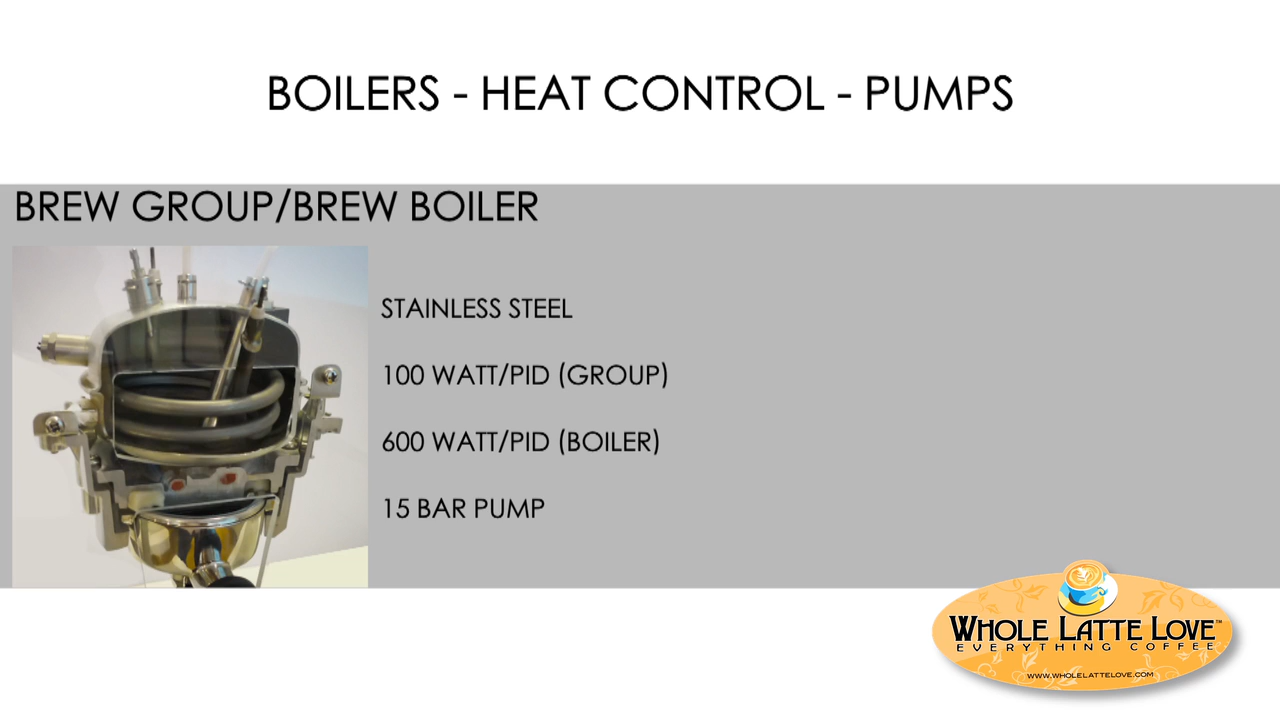 BOILERS - HEAT CONTROL - PUMPS
BREW GROUP/BREW BOILER
STAINLESS STEEL
100 WATT/PID (GROUP)
600 WATT/PID (BOILER)
15 BAR PUMP
WHOLE LATTE LOVE™
EVERYTHING COFFEE
WWW.WHOLELATTELOVE.COM